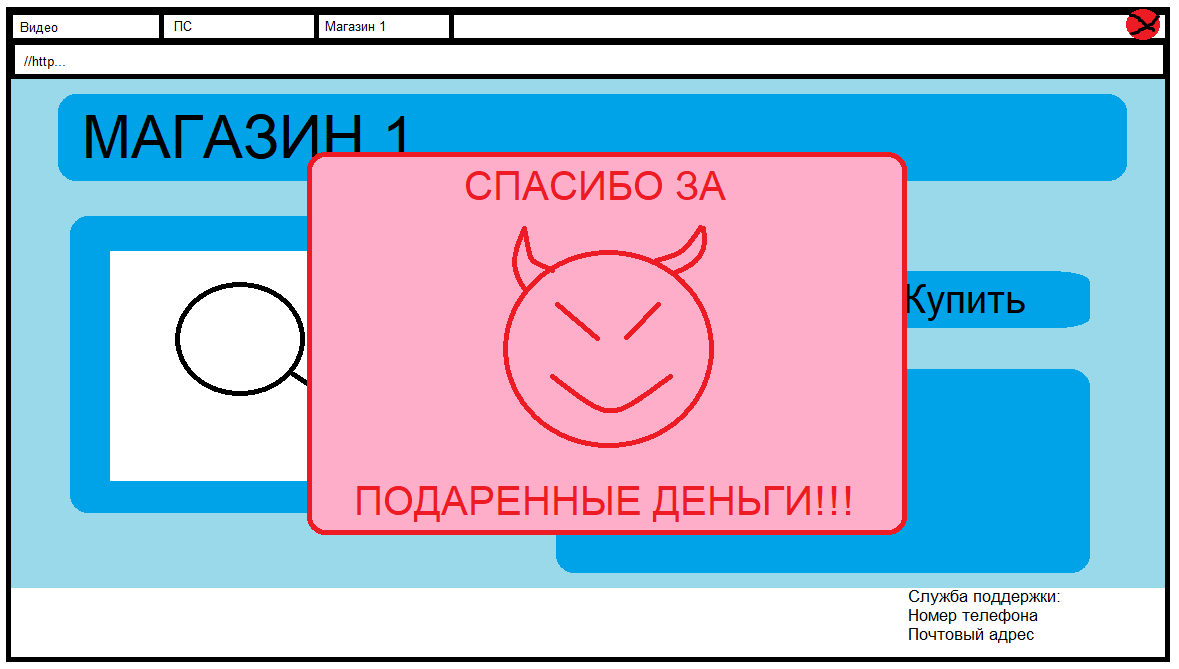 Видео
ПС
Магазин 1
//http...
МАГАЗИН 1
СПАСИБО ЗА
ПОДАРЕННЫЕ ДЕНЬГИ!!!
Купить
Служба поддержки:
Номер телефона
Почтовый адрес